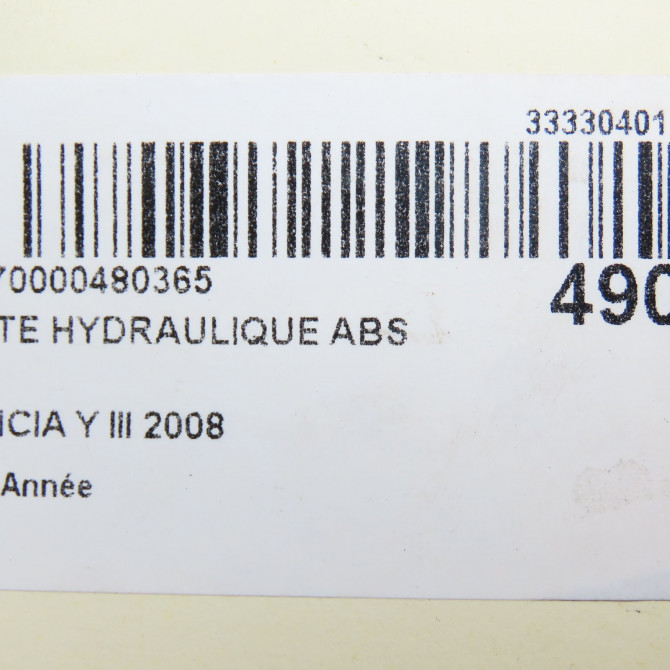 33330401
70000480365
490
TE HYDRAULIQUE ABS
ICIA Y III 2008
Année